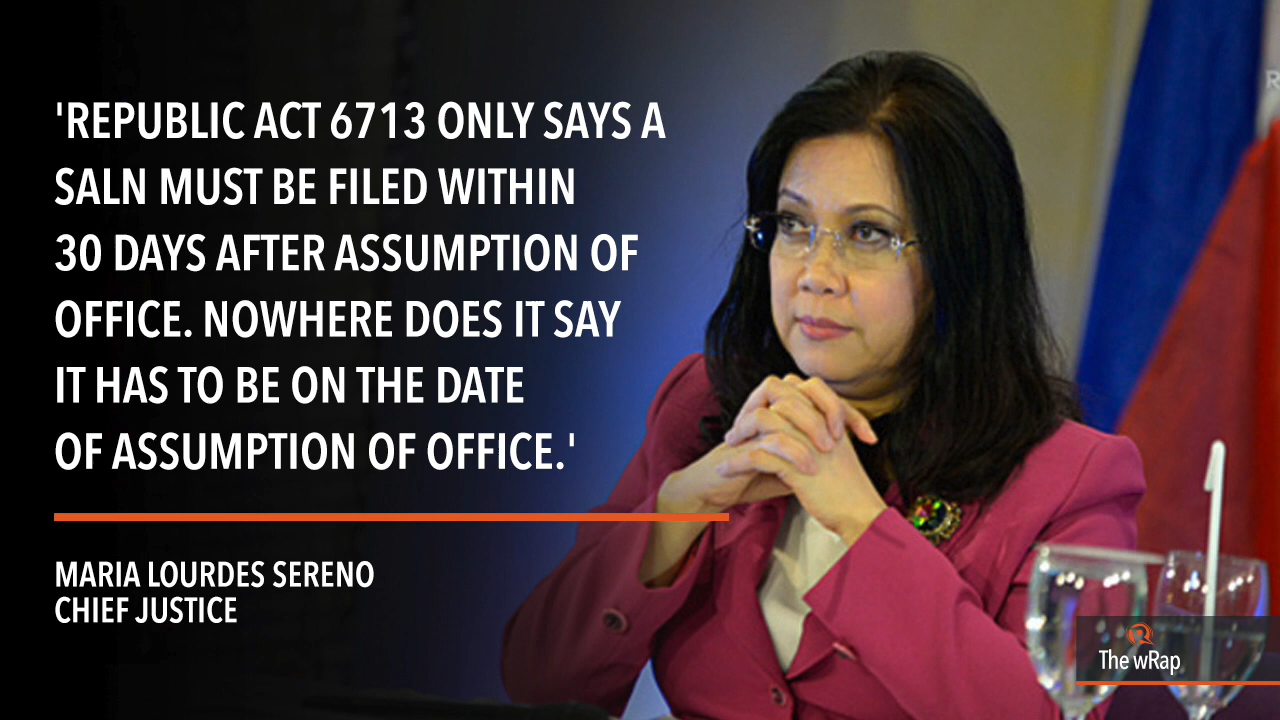 'REPUBLIC ACT 6713 ONLY SAYS A
SALN MUST BE FILED WITHIN
30 DAYS AFTER ASSUMPTION OF
OFFICE. NOWHERE DOES IT SAY
IT HAS TO BE ON THE DATE
OF ASSUMPTION OF OFFICE.'
MARIA LOURDES SERENO
CHIEF JUSTICE
The wRap